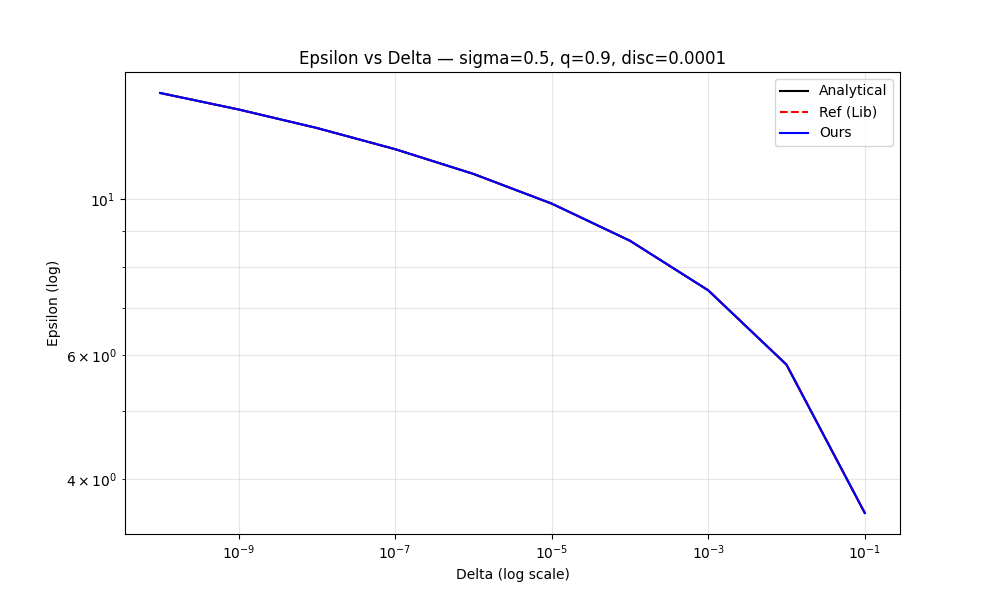 Epsilon vs Delta — sigma=0.5, q=0.9, disc=0.0001
Analytical
Ref (Lib)
Ours
Epsilon (log)
10¹
6 × 10⁰
4 × 10⁰
10⁻⁹
10⁻⁷
10⁻⁵
10⁻³
10⁻¹
Delta (log scale)